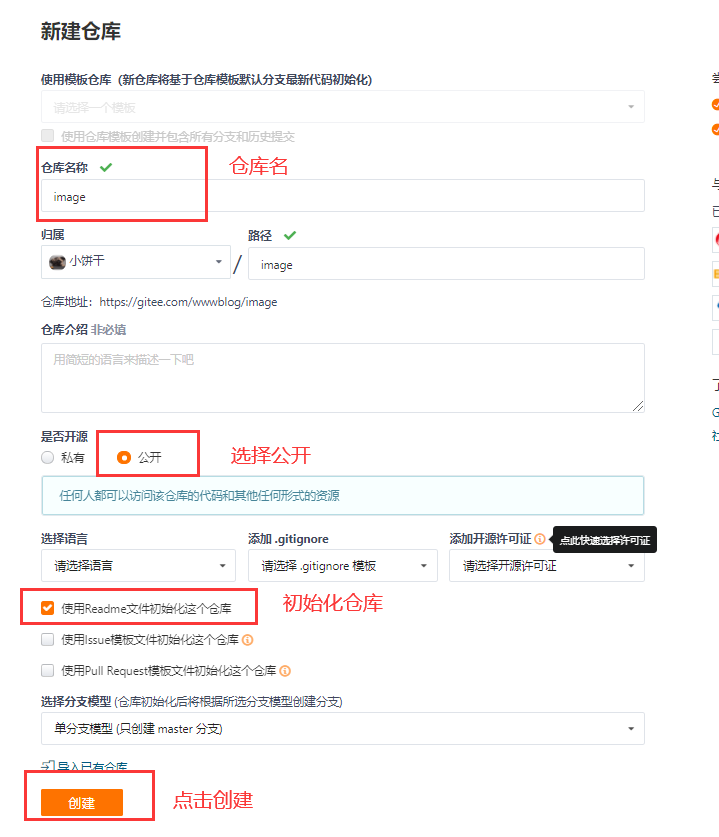 新建仓库
使用模板仓库（新仓库将基于仓库模板默认分支最新代码初始化）
请选择一个模板
使用仓库模板创建并包含所有分支和历史提交
仓库名称 仓库名
image
归属 路径
小饼干 / image
仓库地址：https://gitee.com/wwwblog/image
仓库介绍 非必填
用简短的语言来描述一下吧
是否开源
私有 公开 选择公开
任何人都可以访问该仓库的代码和其他任何形式的资源
选择语言 添加 .gitignore 添加开源许可证 点此快速选择许可证
请选择语言 请选择 .gitignore 模板 请选择开源许可证
使用Readme文件初始化这个仓库 初始化仓库
使用Issue模板文件初始化这个仓库
使用Pull Request模板文件初始化这个仓库
选择分支模型 (仓库初始化后将根据所选分支模型创建分支)
单分支模型 (只创建 master 分支)
导入已有仓库
创建 点击创建